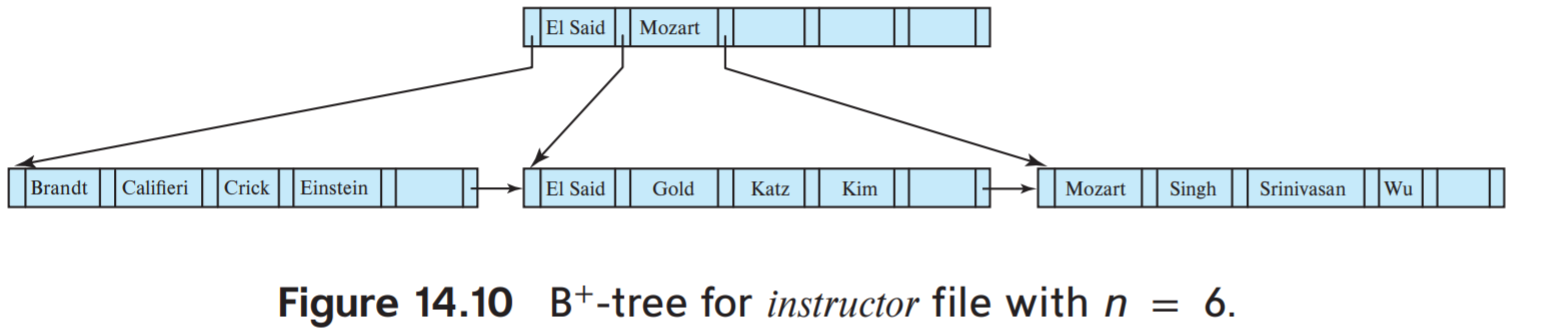 El Said Mozart
Brandt Califieri Crick Einstein El Said Gold Katz Kim Mozart Singh Srinivasan Wu
Figure 14.10 B+-tree for instructor file with n = 6.